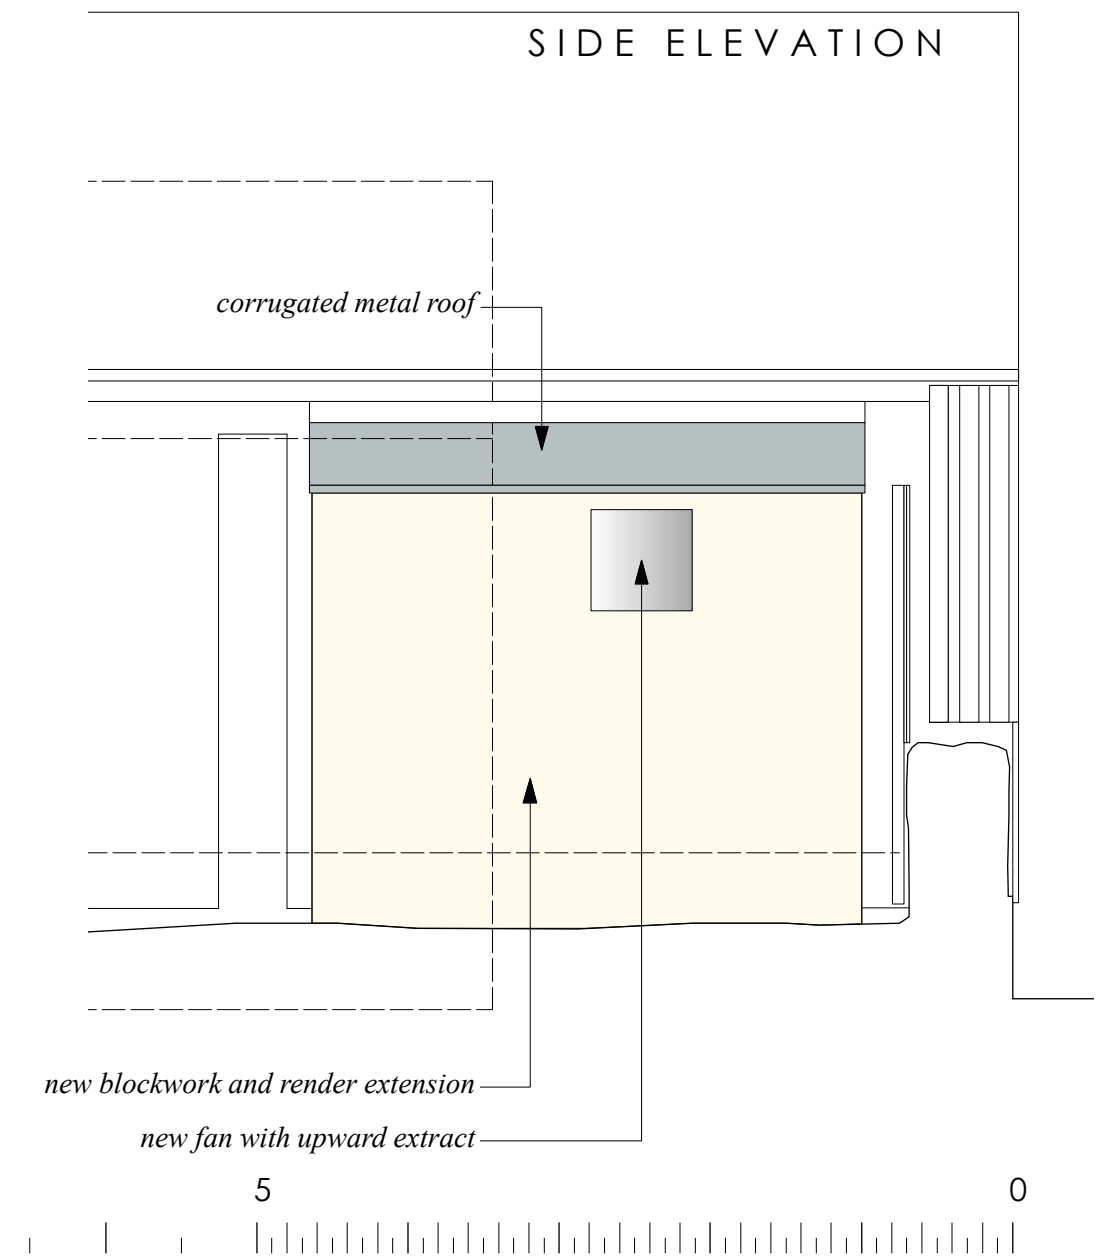 SIDE ELEVATION
corrugated metal roof
new blockwork and render extension
new fan with upward extract
5 0